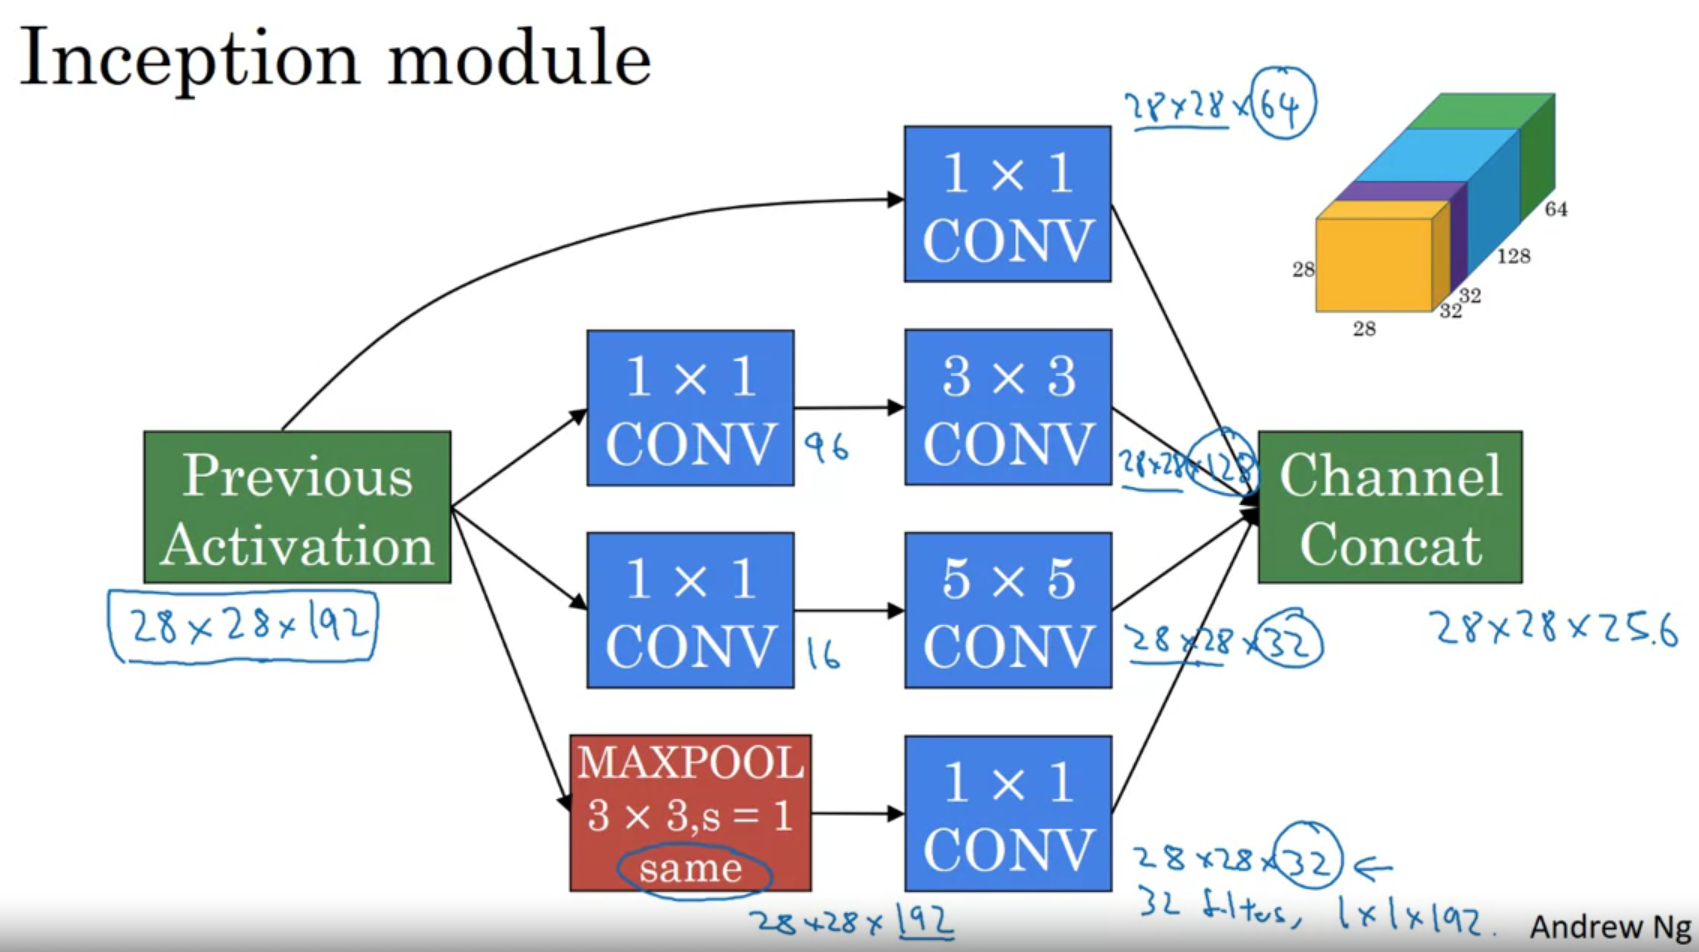 Inception module
28×28×64
1 × 1
CONV
64
128
32
32
28
28
1 × 1
CONV
96
3 × 3
CONV
28×28×128
Previous
Activation
28×28×192
Channel
Concat
28×28×256
1 × 1
CONV
16
5 × 5
CONV
28×28×32
MAXPOOL
3 × 3,s = 1
same
28×28×192
1 × 1
CONV
28×28×32 ←
32 filters, 1×1×192.
Andrew Ng